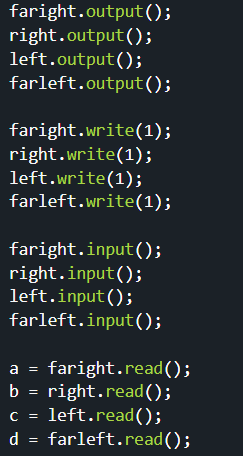 faright.output();
right.output();
left.output();
farleft.output();
faright.write(1);
right.write(1);
left.write(1);
farleft.write(1);
faright.input();
right.input();
left.input();
farleft.input();
a = faright.read();
b = right.read();
c = left.read();
d = farleft.read();